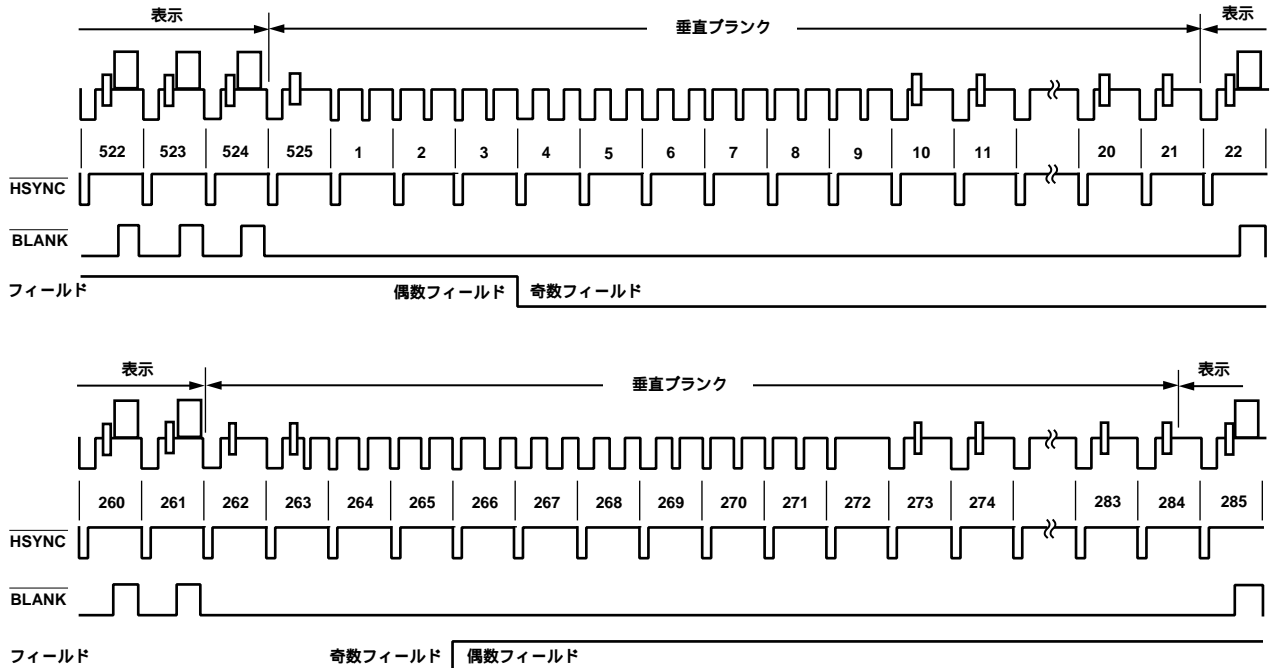 表示 垂直ブランク 表示
522 523 524 525 1 2 3 4 5 6 7 8 9 10 11 20 21 22
HSYNC
BLANK
フィールド 偶数フィールド 奇数フィールド
表示 垂直ブランク 表示
260 261 262 263 264 265 266 267 268 269 270 271 272 273 274 283 284 285
HSYNC
BLANK
フィールド 奇数フィールド 偶数フィールド